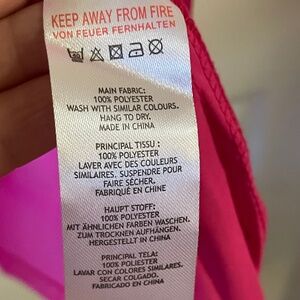 KEEP AWAY FROM FIRE
VON FEUER FERNHALTEN
MAIN FABRIC:
100% POLYESTER
WASH WITH SIMILAR COLOURS.
HANG TO DRY.
MADE IN CHINA
PRINCIPAL TISSU :
100% POLYESTER
LAVER AVEC DES COULEURS
SIMILAIRES. SUSPENDRE POUR
FAIRE SÉCHER.
FABRIQUÉ EN CHINE
HAUPT STOFF:
100% POLYESTER
MIT ÄHNLICHEN FARBEN WASCHEN.
ZUM TROCKNEN AUFHÄNGEN.
HERGESTELLT IN CHINA
PRINCIPAL TELA:
100% POLYESTER
LAVAR CON COLORES SIMILARES.
SECAR COLGADO.
FABRICADO EN CHINA